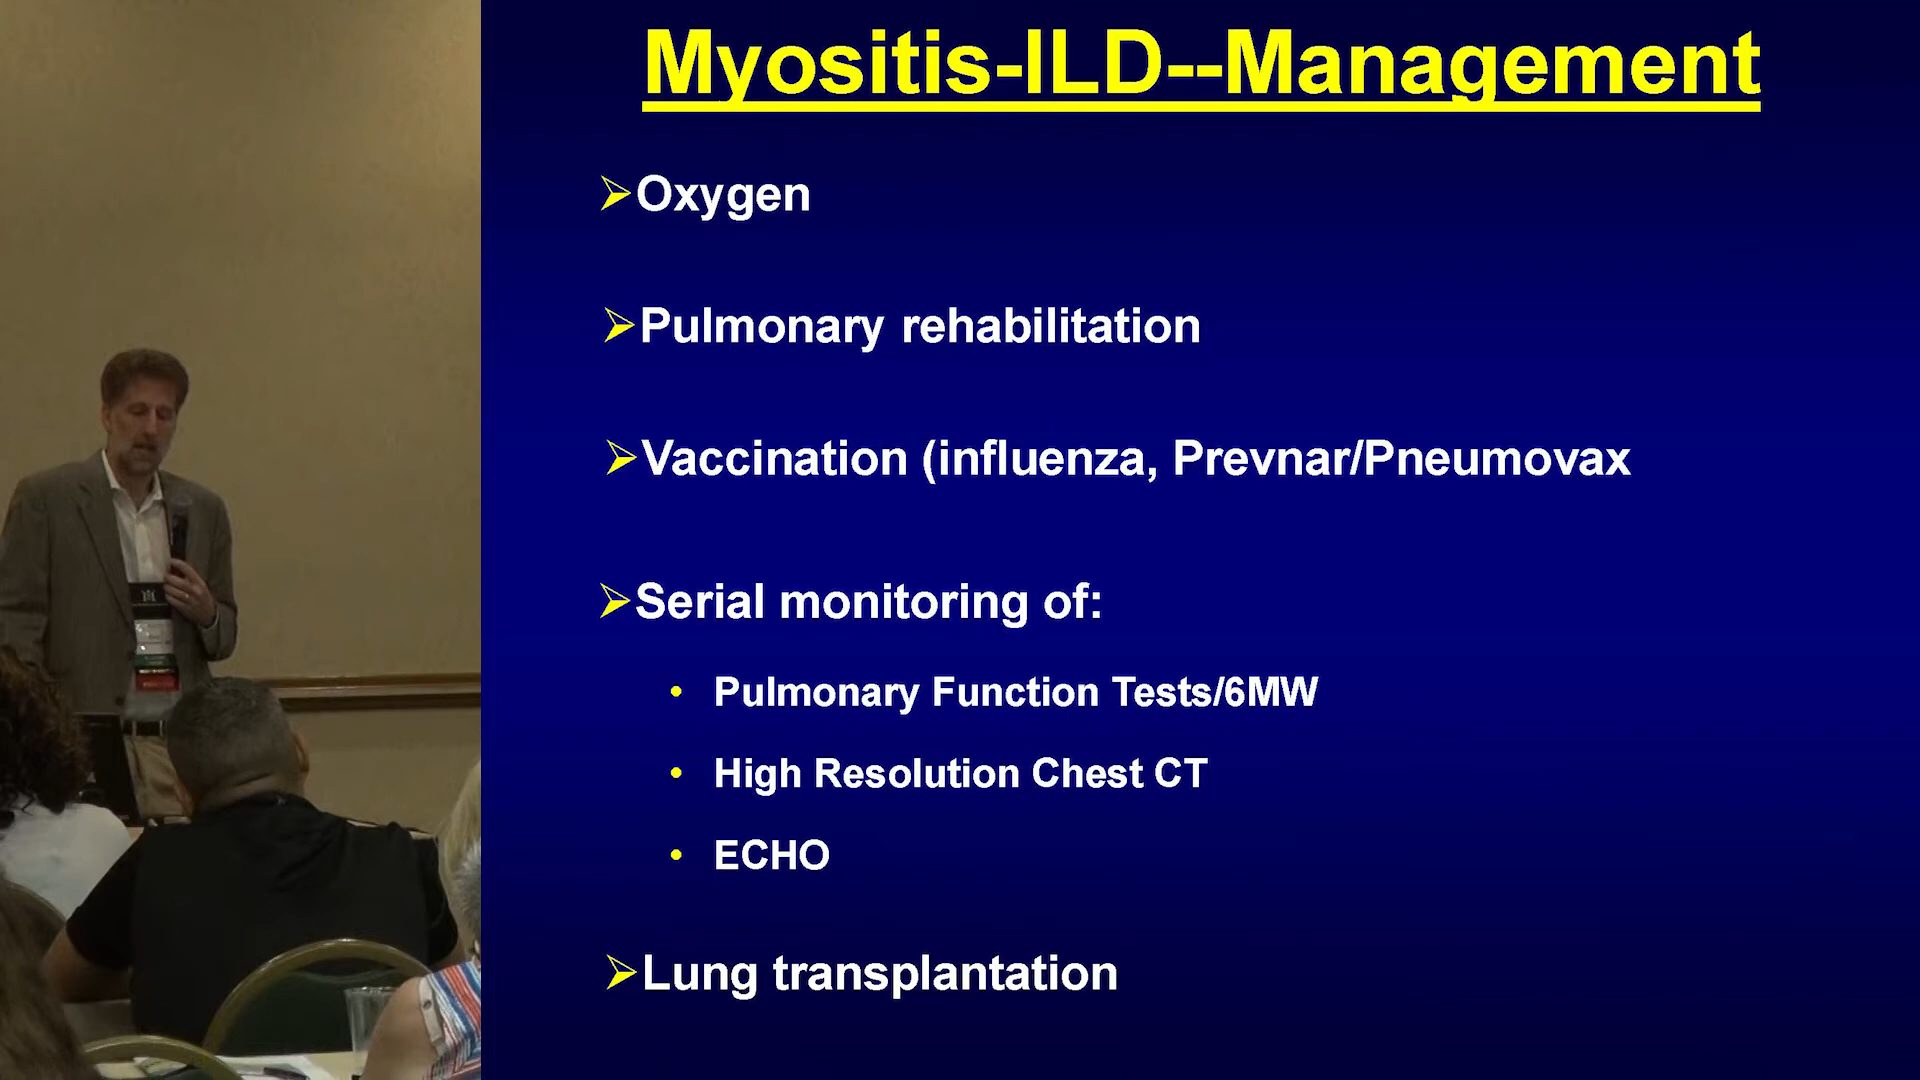 Myositis-ILD--Management
➢Oxygen
➢Pulmonary rehabilitation
➢Vaccination (influenza, Prevnar/Pneumovax
➢Serial monitoring of:
• Pulmonary Function Tests/6MW
• High Resolution Chest CT
• ECHO
➢Lung transplantation